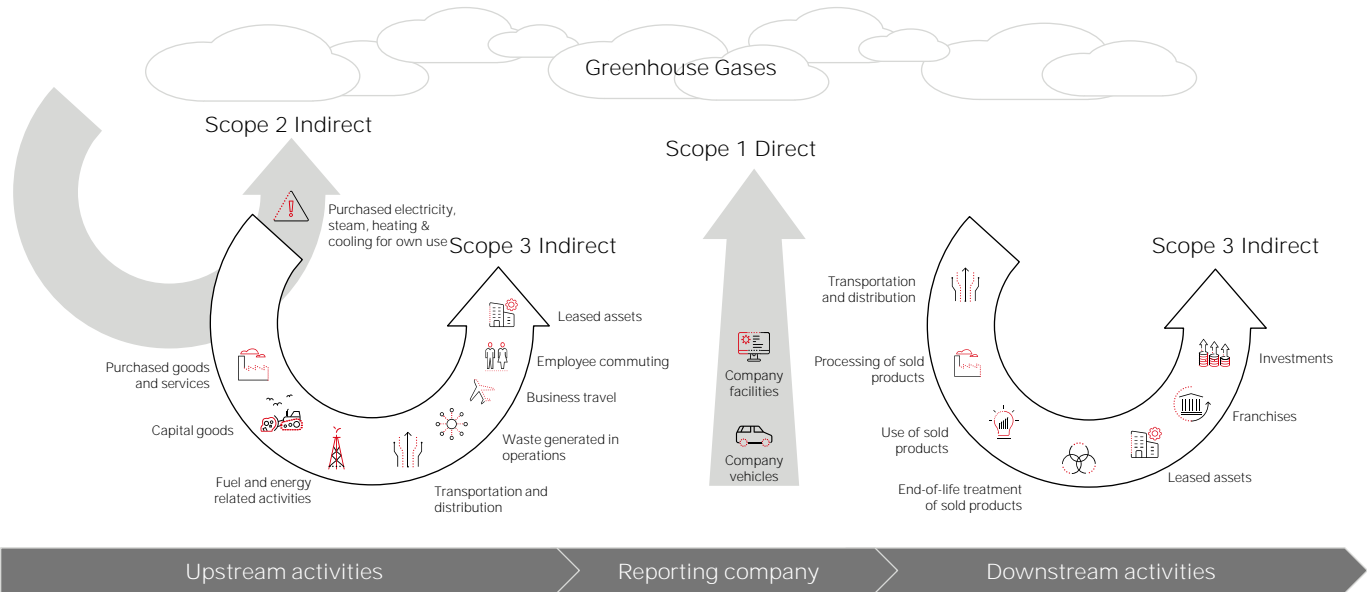 Greenhouse Gases
Scope 2 Indirect
Purchased electricity,
steam, heating &
cooling for own use
Scope 3 Indirect
Leased assets
Employee commuting
Business travel
Waste generated in
operations
Transportation and
distribution
Fuel and energy
related activities
Capital goods
Purchased goods
and services
Scope 1 Direct
Company
facilities
Company
vehicles
Scope 3 Indirect
Transportation
and distribution
Processing of sold
products
Use of sold
products
End-of-life treatment
of sold products
Leased assets
Franchises
Investments
Upstream activities
Reporting company
Downstream activities